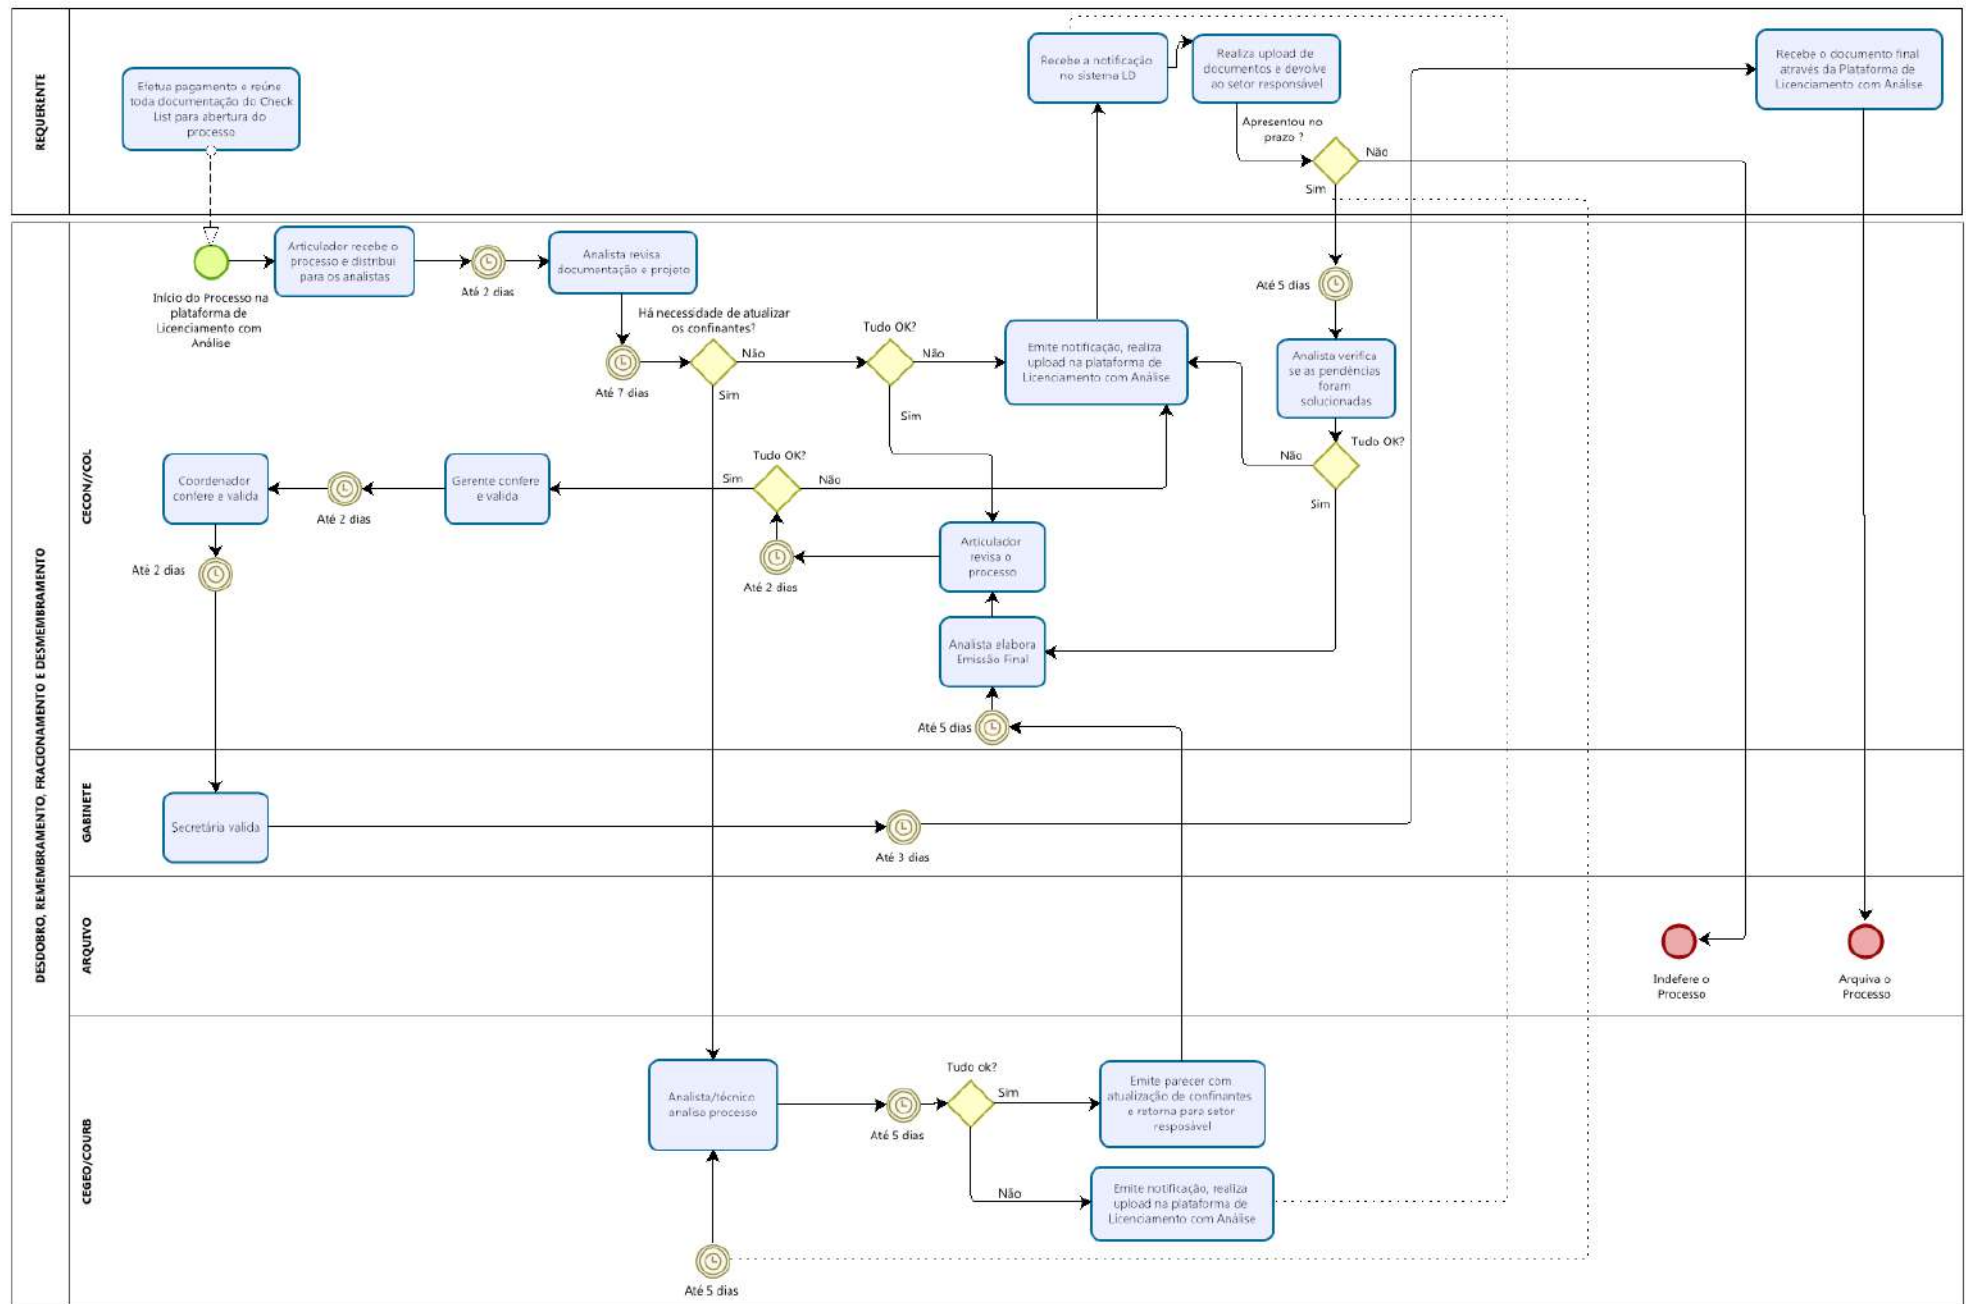 REQUERENTE
Efetua pagamento e reúne
toda documentação do Check
List para abertura do
processo
Recebe a notificação
no sistema LD
Realiza upload de
documentos e devolve
ao setor responsável
Apresentou no
prazo ?
Não
Sim
Recebe o documento final
através da Plataforma de
Licenciamento com Análise
DESDOBRO, REMEMBRAMENTO, FRACIONAMENTO E DESMEMBRAMENTO
CECON//COL
Início do Processo na
plataforma de
Licenciamento com
Análise
Articulador recebe o
processo e distribui
para os analistas
Até 2 dias
Analista revisa
documentação e projeto
Até 7 dias
Há necessidade de atualizar
os confinantes?
Não
Sim
Tudo OK?
Não
Sim
Emite notificação, realiza
upload na plataforma de
Licenciamento com Análise
Até 5 dias
Analista verifica
se as pendências
foram
solucionadas
Tudo OK?
Não
Sim
Coordenador
confere e valida
Até 2 dias
Gerente confere
e valida
Sim
Tudo OK?
Não
Até 2 dias
Até 2 dias
Articulador
revisa o
processo
Analista elabora
Emissão Final
Até 5 dias
GABINETE
Secretária valida
Até 3 dias
ARQUIVO
Indefere o
Processo
Arquiva o
Processo
CEGEO/COURB
Analista/técnico
analisa processo
Até 5 dias
Tudo ok?
Sim
Não
Emite parecer com
atualização de confinantes
e retorna para setor
resposável
Emite notificação, realiza
upload na plataforma de
Licenciamento com Análise
Até 5 dias